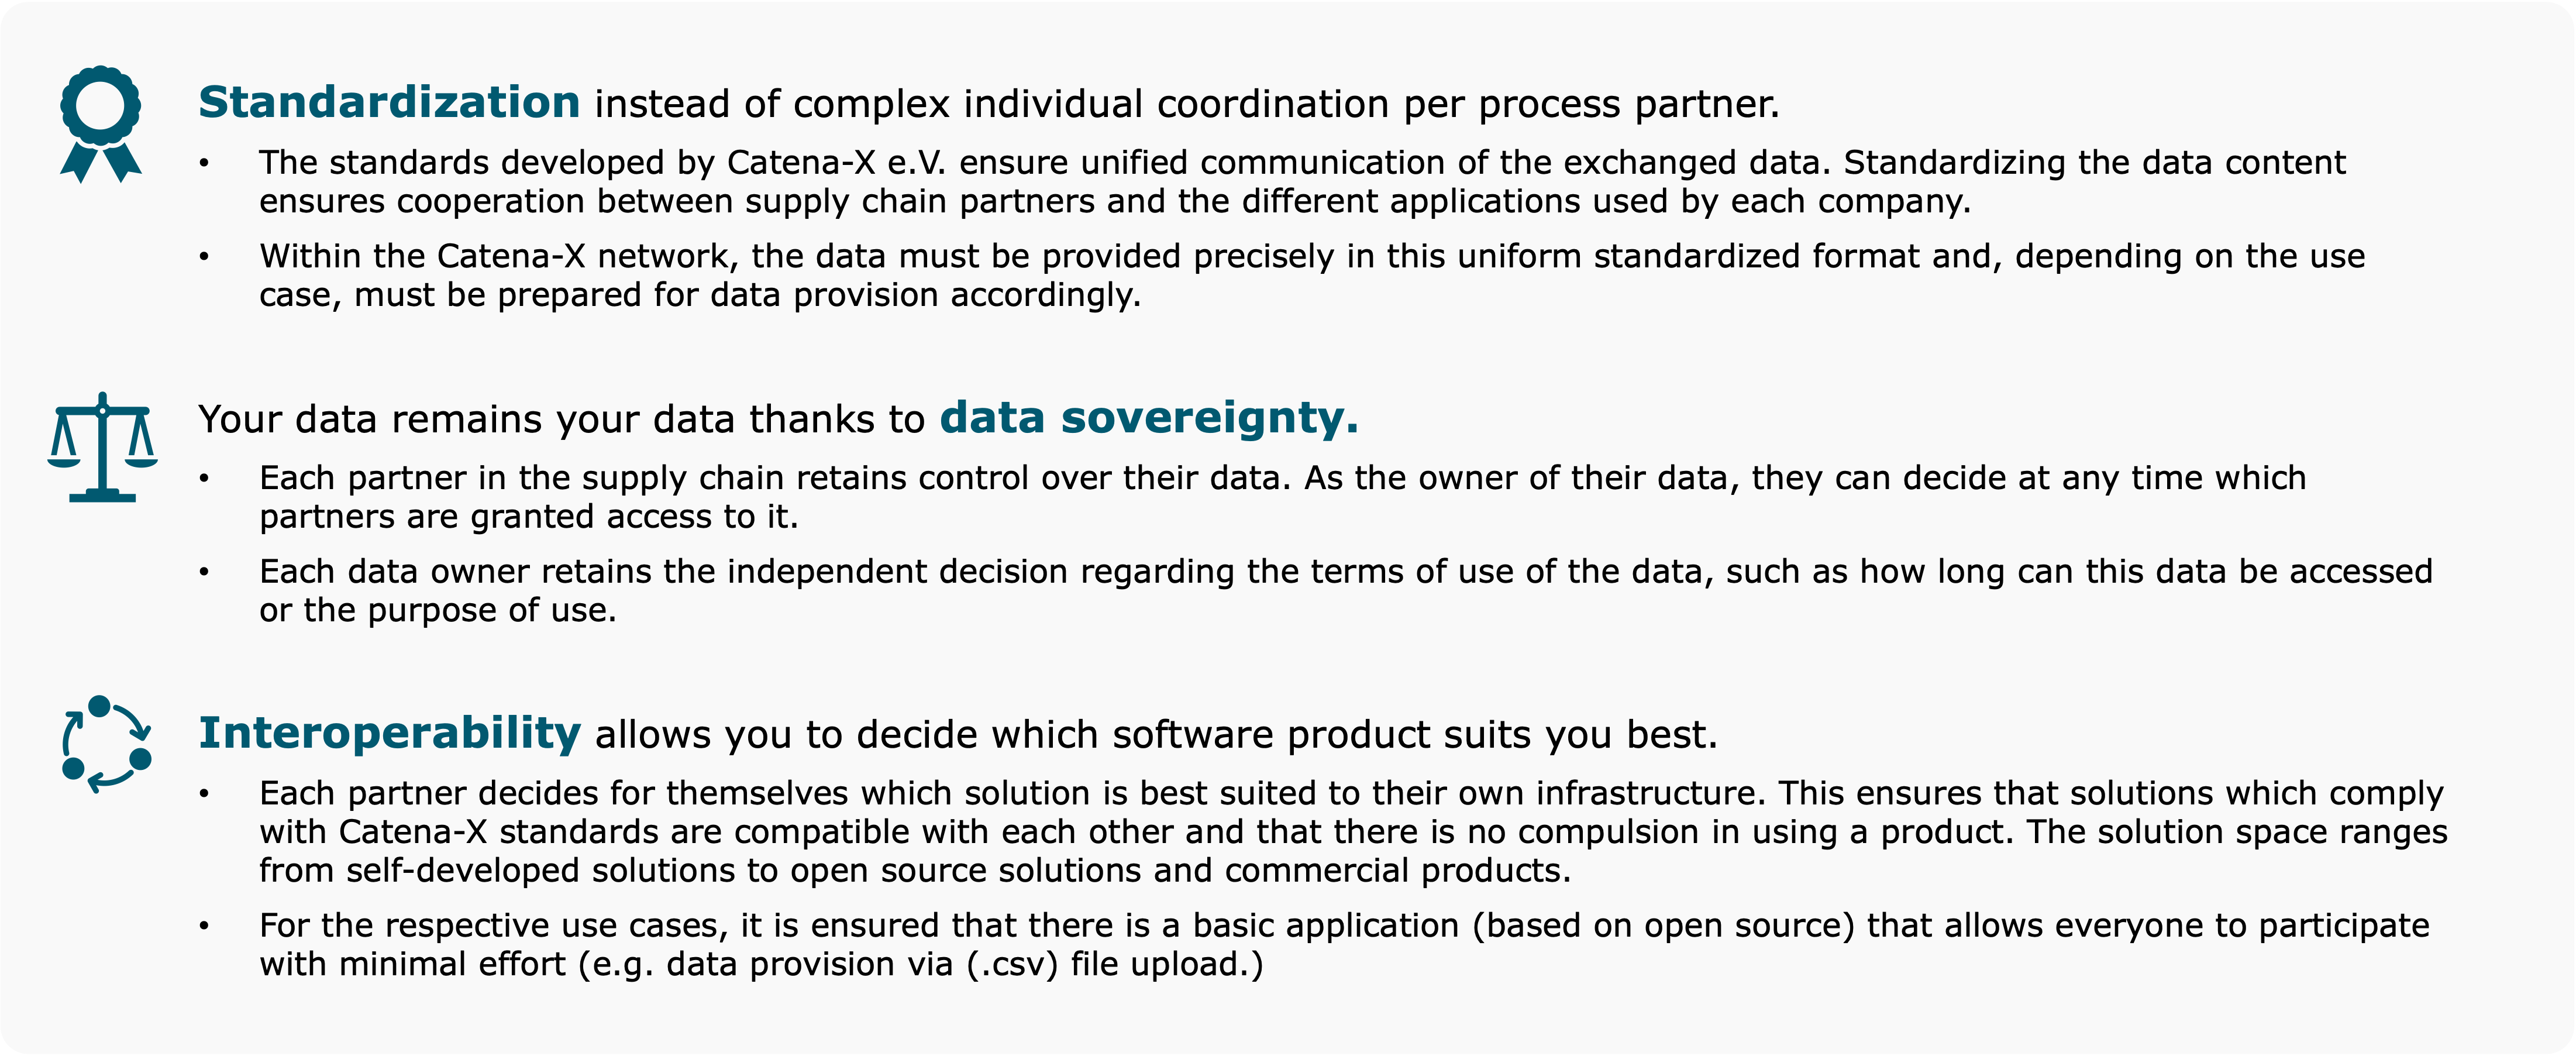 Standardization instead of complex individual coordination per process partner.
• The standards developed by Catena-X e.V. ensure unified communication of the exchanged data. Standardizing the data content
ensures cooperation between supply chain partners and the different applications used by each company.
• Within the Catena-X network, the data must be provided precisely in this uniform standardized format and, depending on the use
case, must be prepared for data provision accordingly.
Your data remains your data thanks to data sovereignty.
• Each partner in the supply chain retains control over their data. As the owner of their data, they can decide at any time which
partners are granted access to it.
• Each data owner retains the independent decision regarding the terms of use of the data, such as how long can this data be accessed
or the purpose of use.
Interoperability allows you to decide which software product suits you best.
• Each partner decides for themselves which solution is best suited to their own infrastructure. This ensures that solutions which comply
with Catena-X standards are compatible with each other and that there is no compulsion in using a product. The solution space ranges
from self-developed solutions to open source solutions and commercial products.
• For the respective use cases, it is ensured that there is a basic application (based on open source) that allows everyone to participate
with minimal effort (e.g. data provision via (.csv) file upload.)